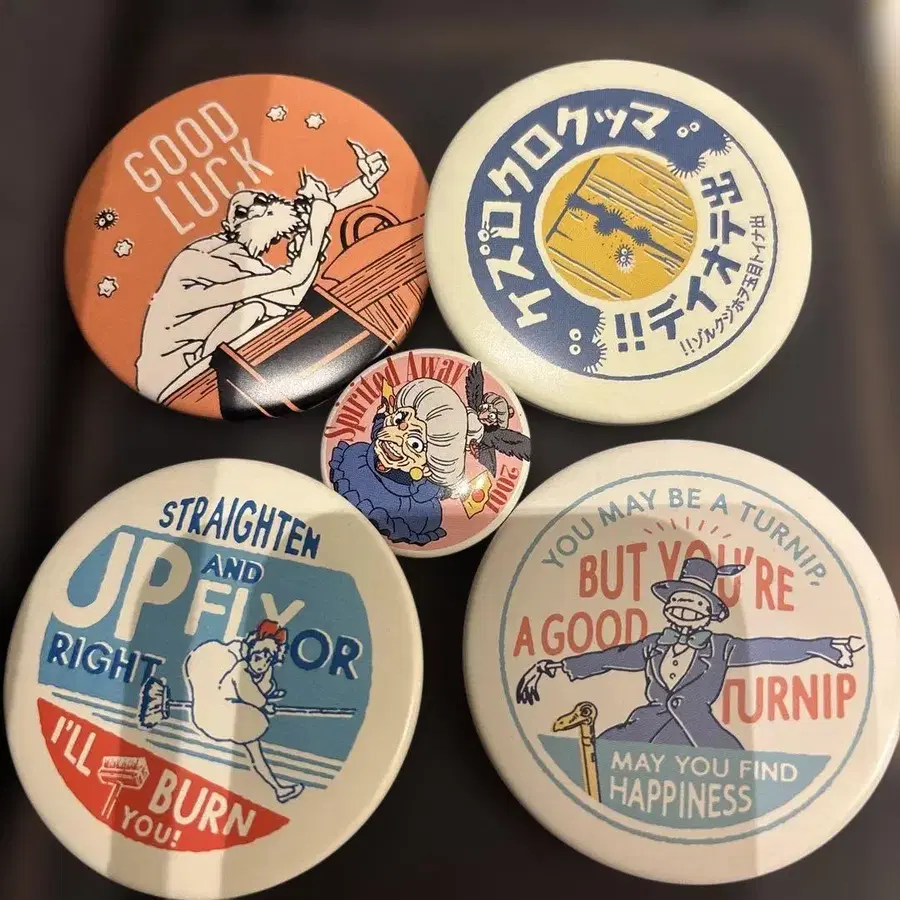 GOOD
LUCK
マックロクロスケ
出テオイデ!!
出ナイト目玉ヲホジクルゾ!!
Spirited Away
2001
STRAIGHTEN
UP AND
FLY
RIGHT OR
I'LL
BURN
YOU!
YOU MAY BE A TURNIP,
BUT YOU'RE
A GOOD
TURNIP
MAY YOU FIND
HAPPINESS